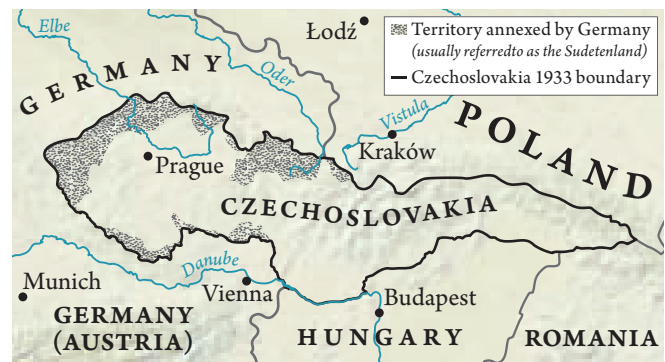 Elbe
Łodź
Territory annexed by Germany
(usually referredto as the Sudetenland)
Czechoslovakia 1933 boundary
GERMANY
Oder
Vistula
POLAND
Prague
Kraków
CZECHOSLOVAKIA
Danube
Munich
Vienna
Budapest
GERMANY
(AUSTRIA)
HUNGARY
ROMANIA